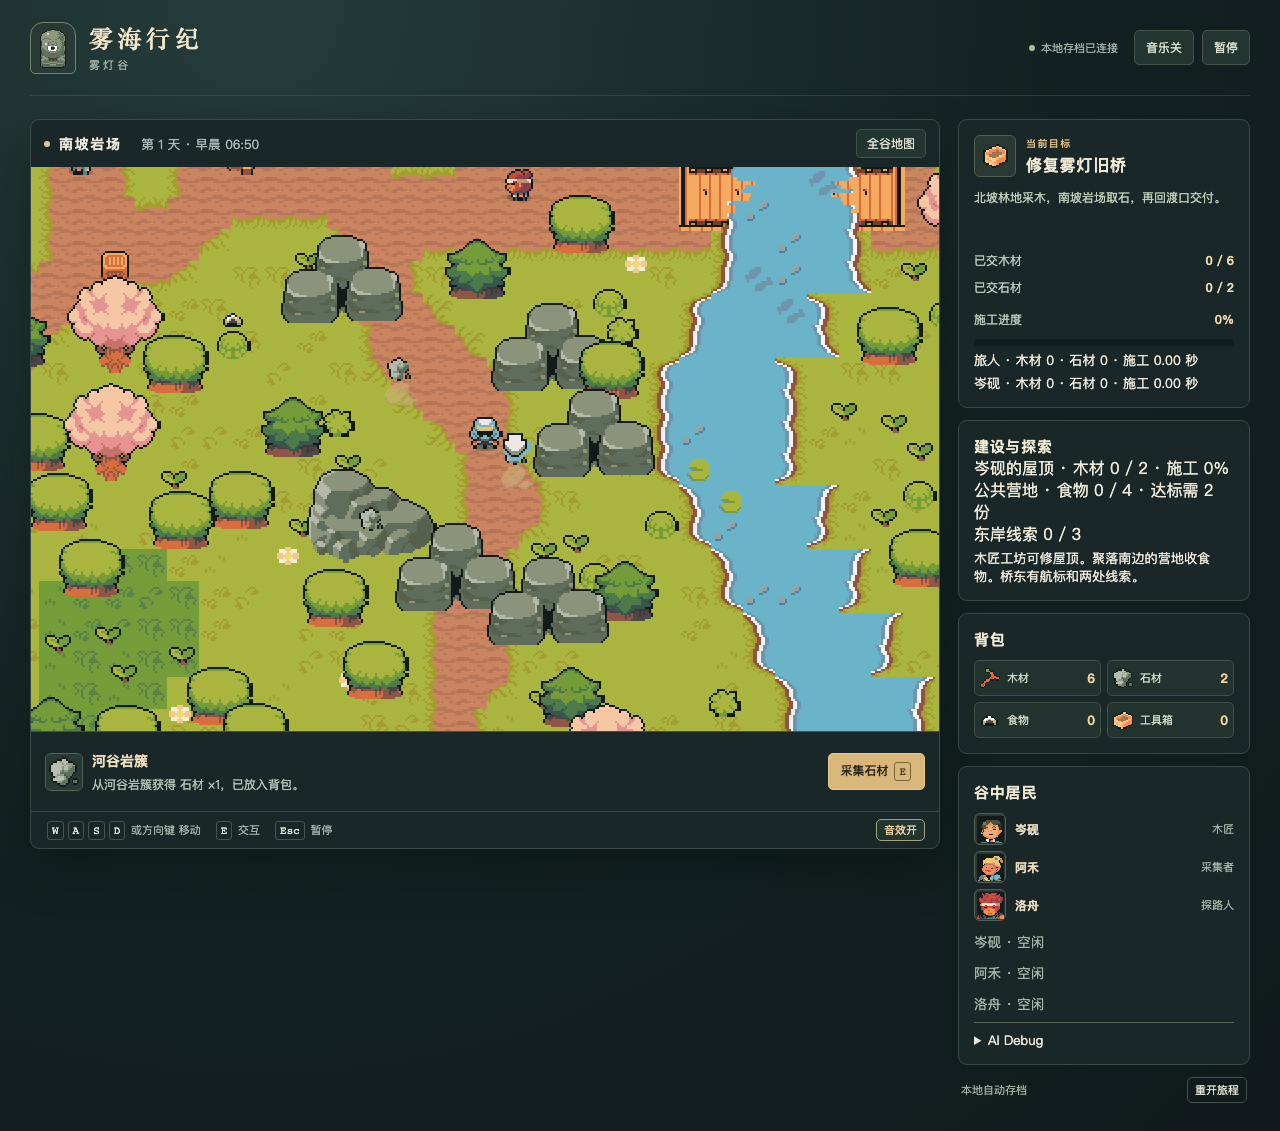 雾海行纪
雾灯谷
本地存档已连接
音乐关
暂停
南坡岩场
第 1 天 · 早晨 06:50
全谷地图
河谷岩簇
从河谷岩簇获得 石材 ×1，已放入背包。
采集石材 E
W A S D 或方向键 移动 E 交互 Esc 暂停
音效开
当前目标
修复雾灯旧桥
北坡林地采木，南坡岩场取石，再回渡口交付。
已交木材 0 / 6
已交石材 0 / 2
施工进度 0%
旅人 · 木材 0 · 石材 0 · 施工 0.00 秒
岑砚 · 木材 0 · 石材 0 · 施工 0.00 秒
建设与探索
岑砚的屋顶 · 木材 0 / 2 · 施工 0%
公共营地 · 食物 0 / 4 · 达标需 2
份
东岸线索 0 / 3
木匠工坊可修屋顶。聚落南边的营地收食
物。桥东有航标和两处线索。
背包
木材 6
石材 2
食物 0
工具箱 0
谷中居民
岑砚 木匠
阿禾 采集者
洛舟 探路人
岑砚 · 空闲
阿禾 · 空闲
洛舟 · 空闲
AI Debug
本地自动存档
重开旅程